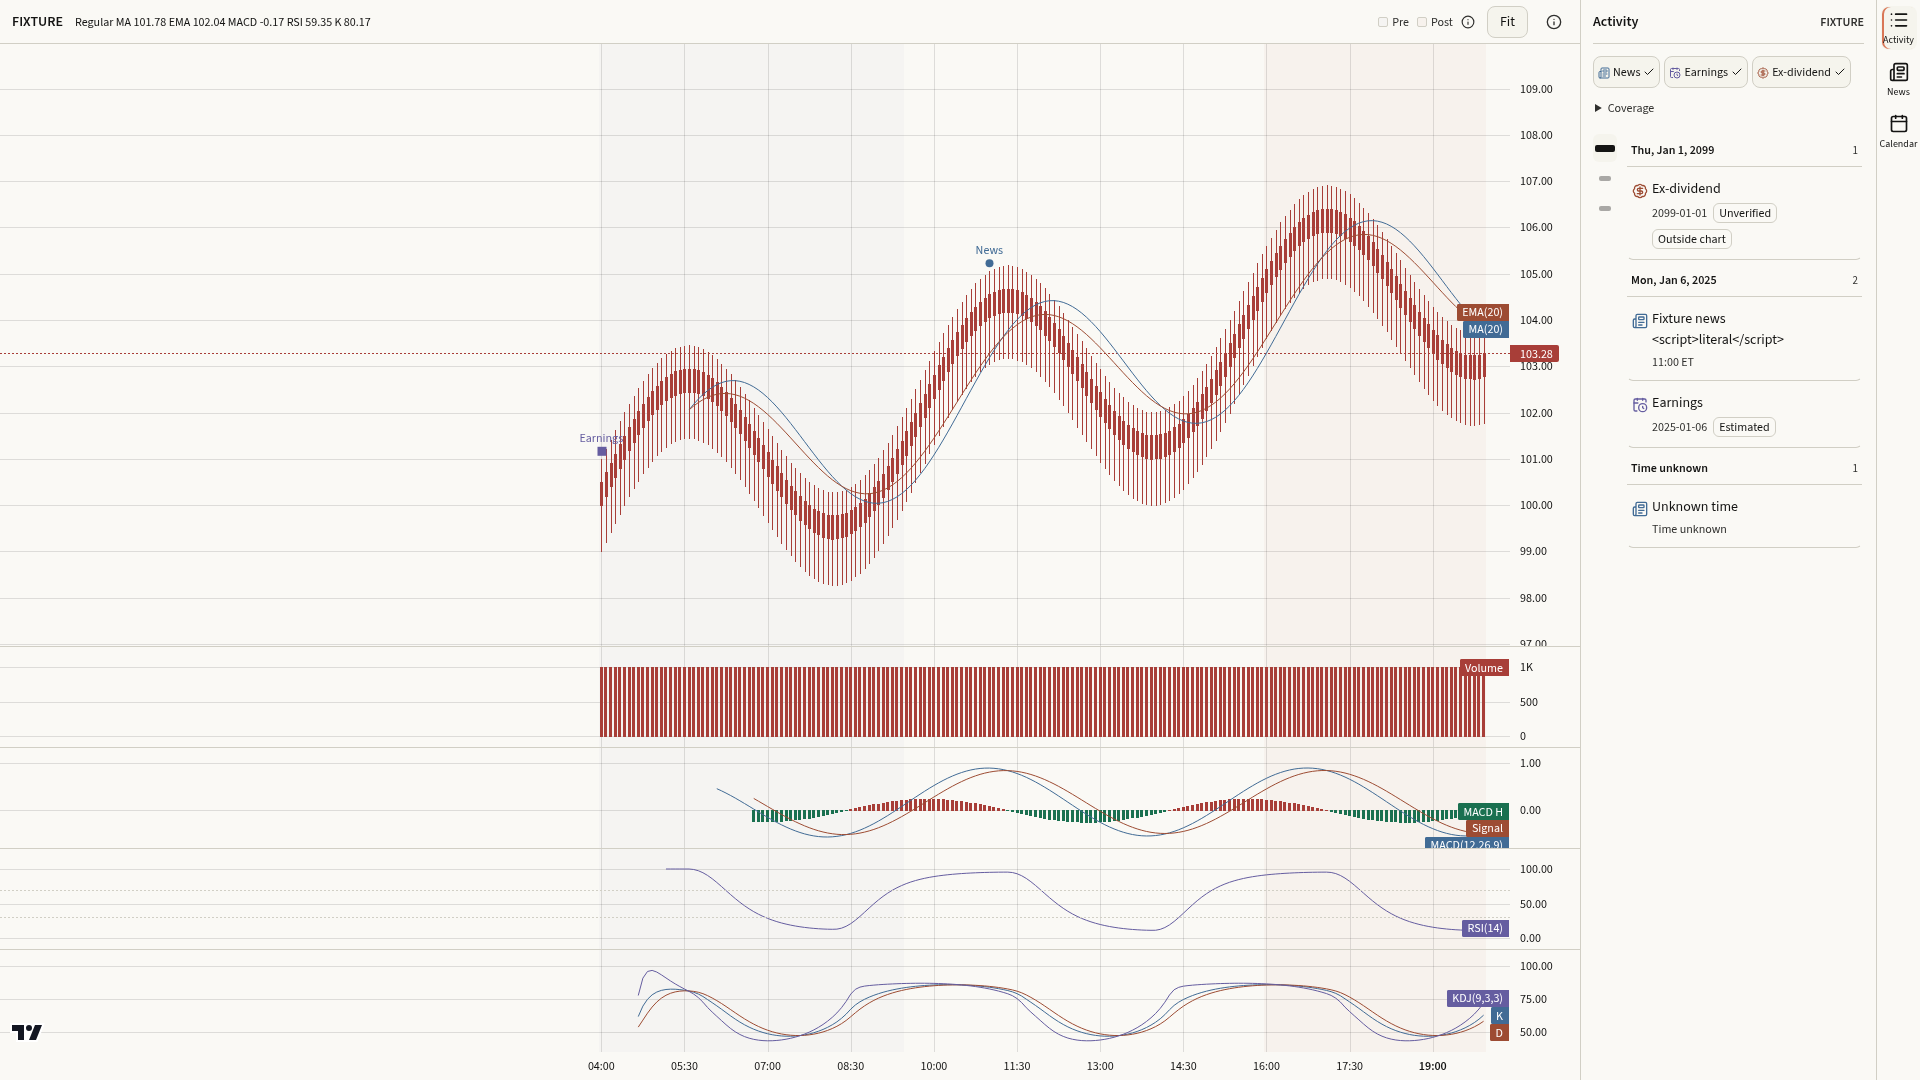 FIXTURE Regular MA 101.78 EMA 102.04 MACD -0.17 RSI 59.35 K 80.17
Pre Post Fit
109.00
108.00
107.00
106.00
105.00
104.00
103.28
103.00
102.00
101.00
100.00
99.00
98.00
97.00
News
Earnings
EMA(20)
MA(20)
Volume
1K
500
0
1.00
0.00
MACD H
Signal
MACD(12,26,9)
100.00
50.00
0.00
RSI(14)
100.00
75.00
50.00
KDJ(9,3,3)
K
D
04:00 05:30 07:00 08:30 10:00 11:30 13:00 14:30 16:00 17:30 19:00
Activity FIXTURE
News Earnings Ex-dividend
Coverage
Thu, Jan 1, 2099 1
Ex-dividend
2099-01-01 Unverified
Outside chart
Mon, Jan 6, 2025 2
Fixture news
<script>literal</script>
11:00 ET
Earnings
2025-01-06 Estimated
Time unknown 1
Unknown time
Time unknown
Activity
News
Calendar